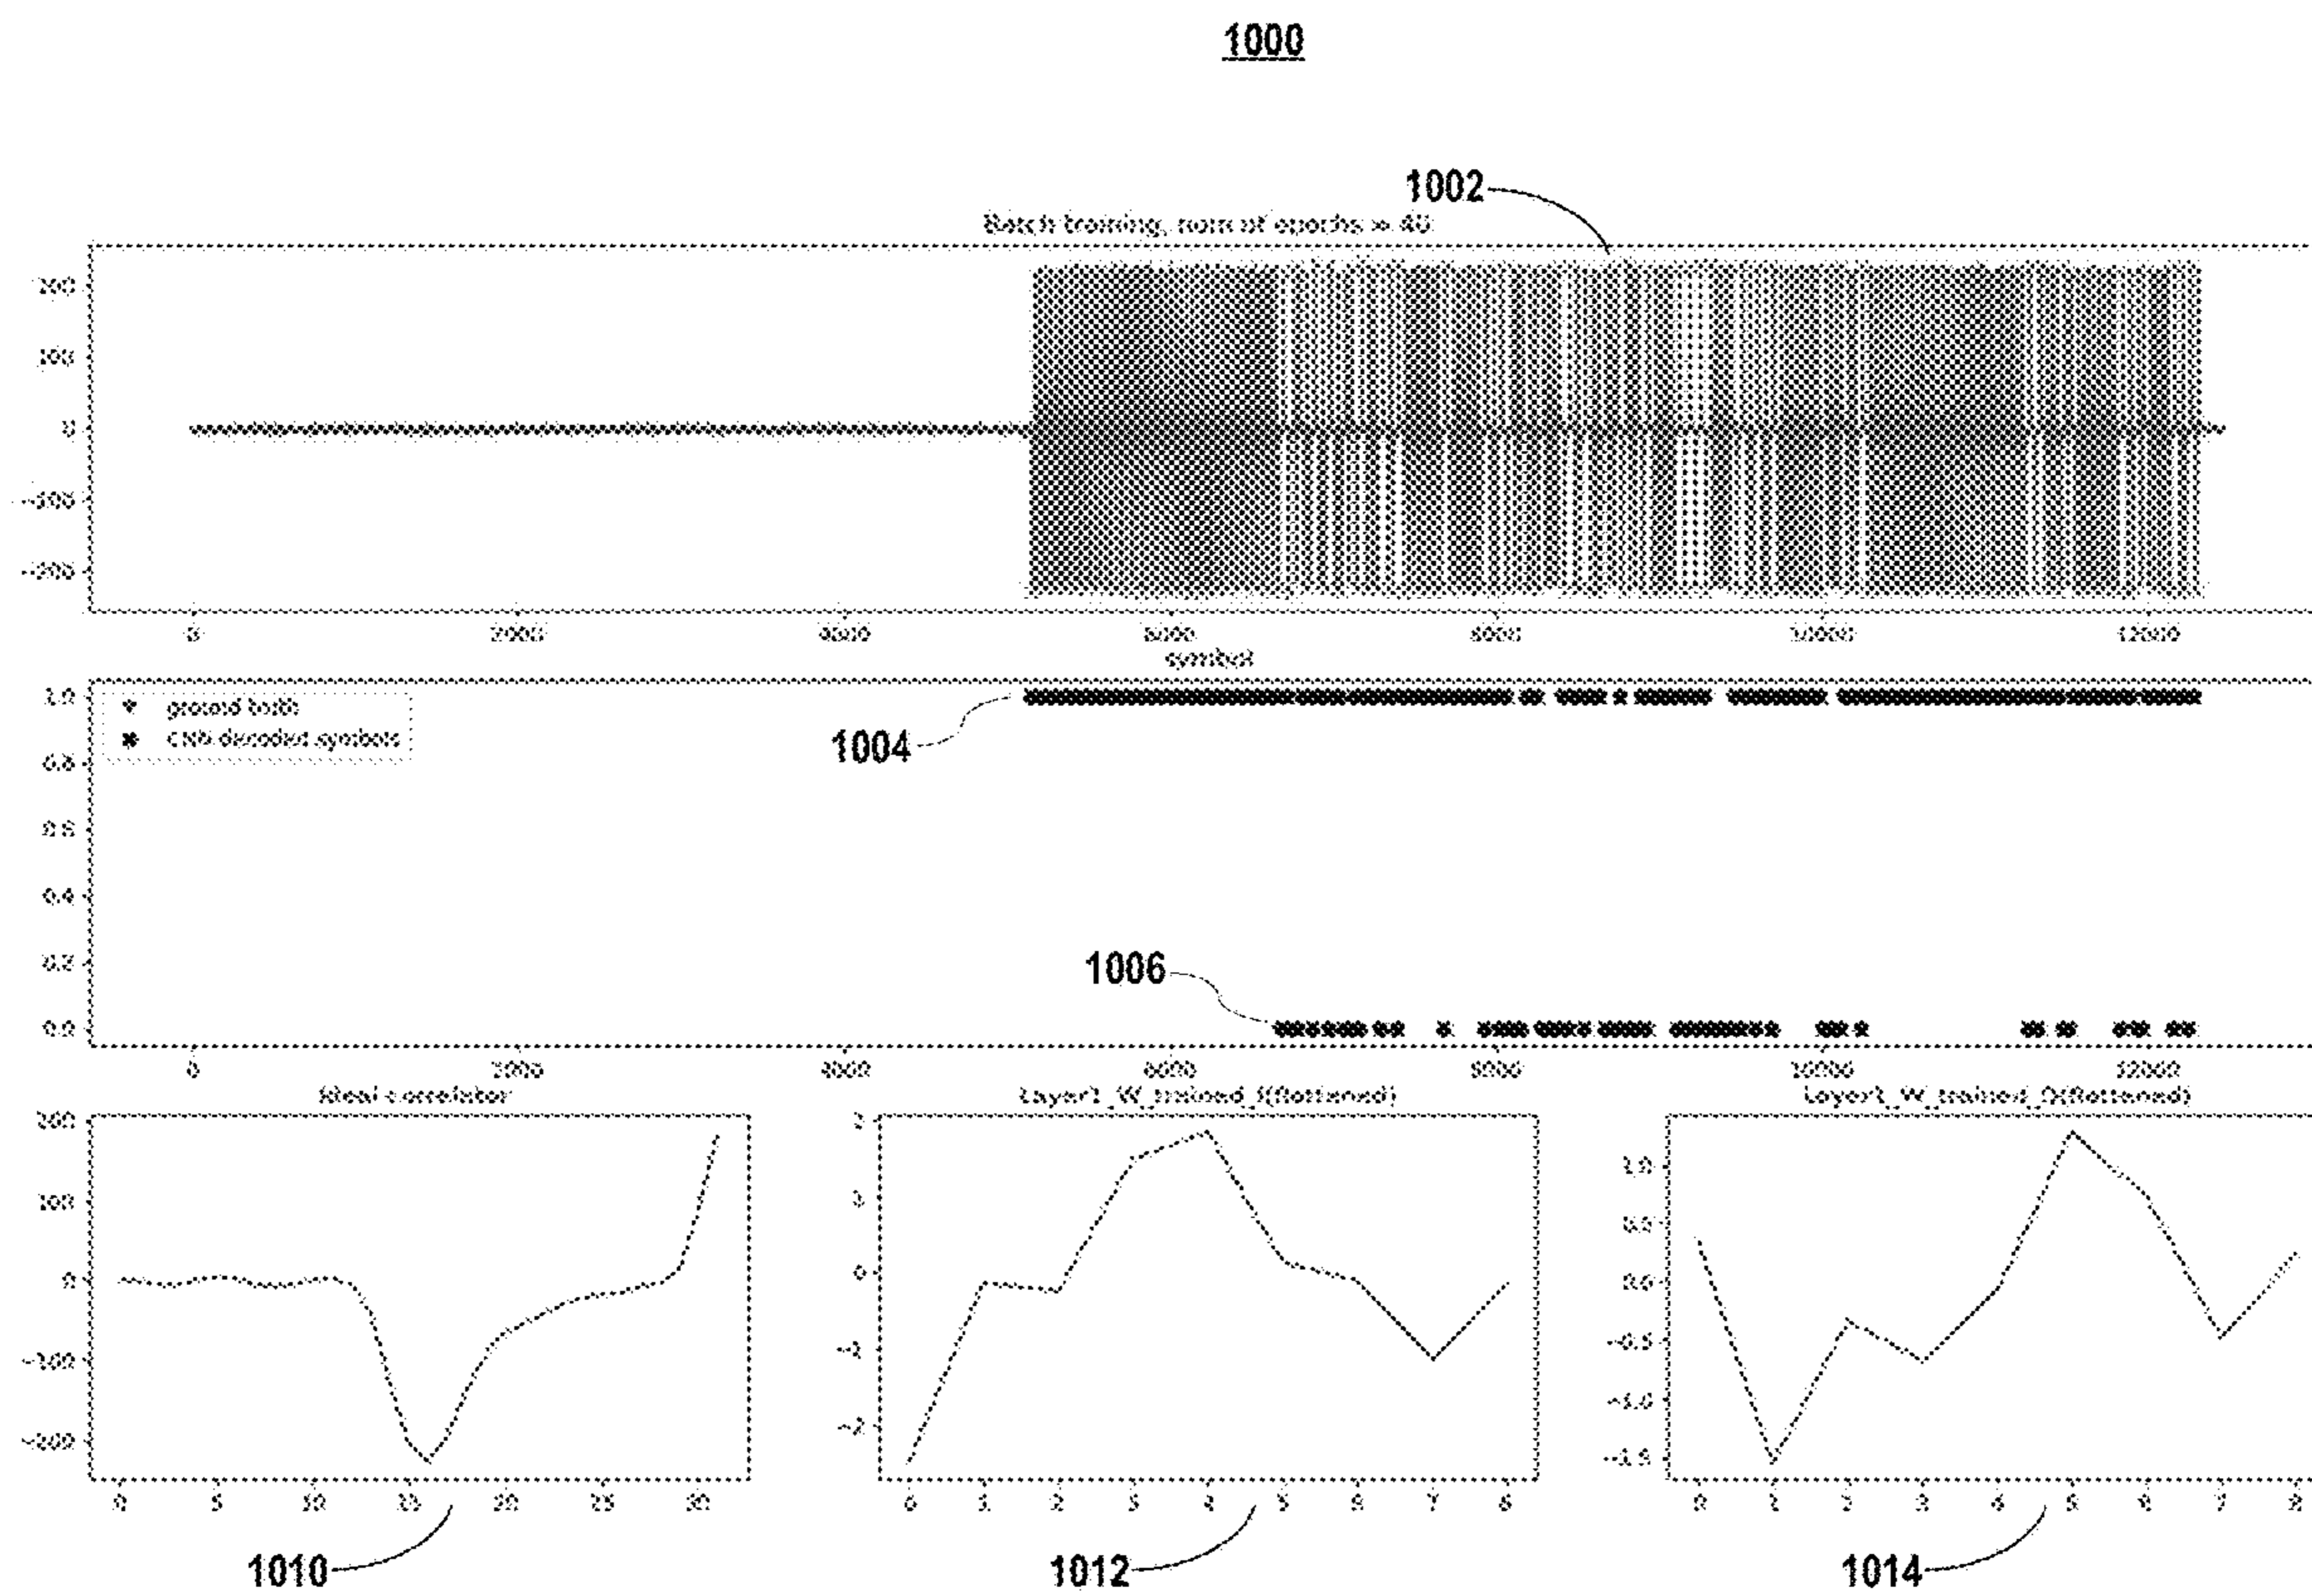 1000
1002
Batch training, num of epochs = 40
200
100
0
-100
-200
0 2000 4000 6000 8000 10000 12000
symbol
1.0
ground truth
CNN decoded symbols
1004
0.8
0.6
0.4
0.2
1006
0.0
0 2000 4000 6000 8000 10000 12000
Ideal correlator Layer1_W_trained_I(flattened) Layer1_W_trained_Q(flattened)
200
100
0
-100
-200
0 5 10 15 20 25 30
2
0
-2
0 1 2 3 4 5 6 7 8
1.0
0.5
0.0
-0.5
-1.0
-1.5
0 1 2 3 4 5 6 7 8
1010 1012 1014